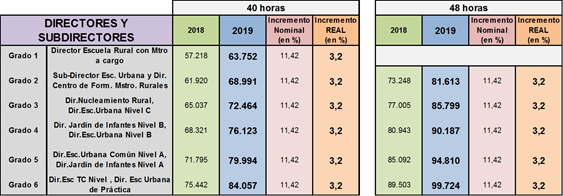 40 horas 48 horas
DIRECTORES Y SUBDIRECTORES 2018 2019 Incremento Nominal (en %) Incremento REAL (en %) 2018 2019 Incremento Nominal (en %) Incremento REAL (en %)
Grado 1 Director Escuela Rural con Mtro a cargo 57.218 63.752 11,42 3,2
Grado 2 Sub-Director Esc. Urbana y Dir. Centro de Form. Mstro. Rurales 61.920 68.991 11,42 3,2 73.248 81.613 11,42 3,2
Grado 3 Dir.Nucleamiento Rural, Dir.Esc.Urbana Nivel C 65.037 72.464 11,42 3,2 77.005 85.799 11,42 3,2
Grado 4 Dir. Jardin de Infantes Nivel B, Dir.Esc.Urbana Nivel B 68.321 76.123 11,42 3,2 80.943 90.187 11,42 3,2
Grado 5 Dir.Esc.Urbana Común Nivel A, Dir.Jardin de Infantes Nivel A 71.795 79.994 11,42 3,2 85.092 94.810 11,42 3,2
Grado 6 Dir.Esc TC Nivel , Dir. Esc Urbana de Práctica 75.442 84.057 11,42 3,2 89.503 99.724 11,42 3,2